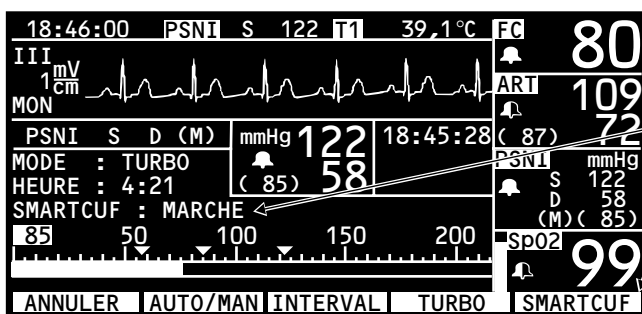 18:46:00 PSNI S 122 T1 39,1°C FC 80
III
1 mV
cm
MON
ART 109
( 87) 72
PSNI S D (M)
mmHg 122
( 85) 58
18:45:28
MODE : TURBO
HEURE : 4:21
PSNI mmHg
S 122
D 58
(M)( 85)
SMARTCUF : MARCHE
85 50 100 150 200
SpO2 99
ANNULER AUTO/MAN INTERVAL TURBO SMARTCUF